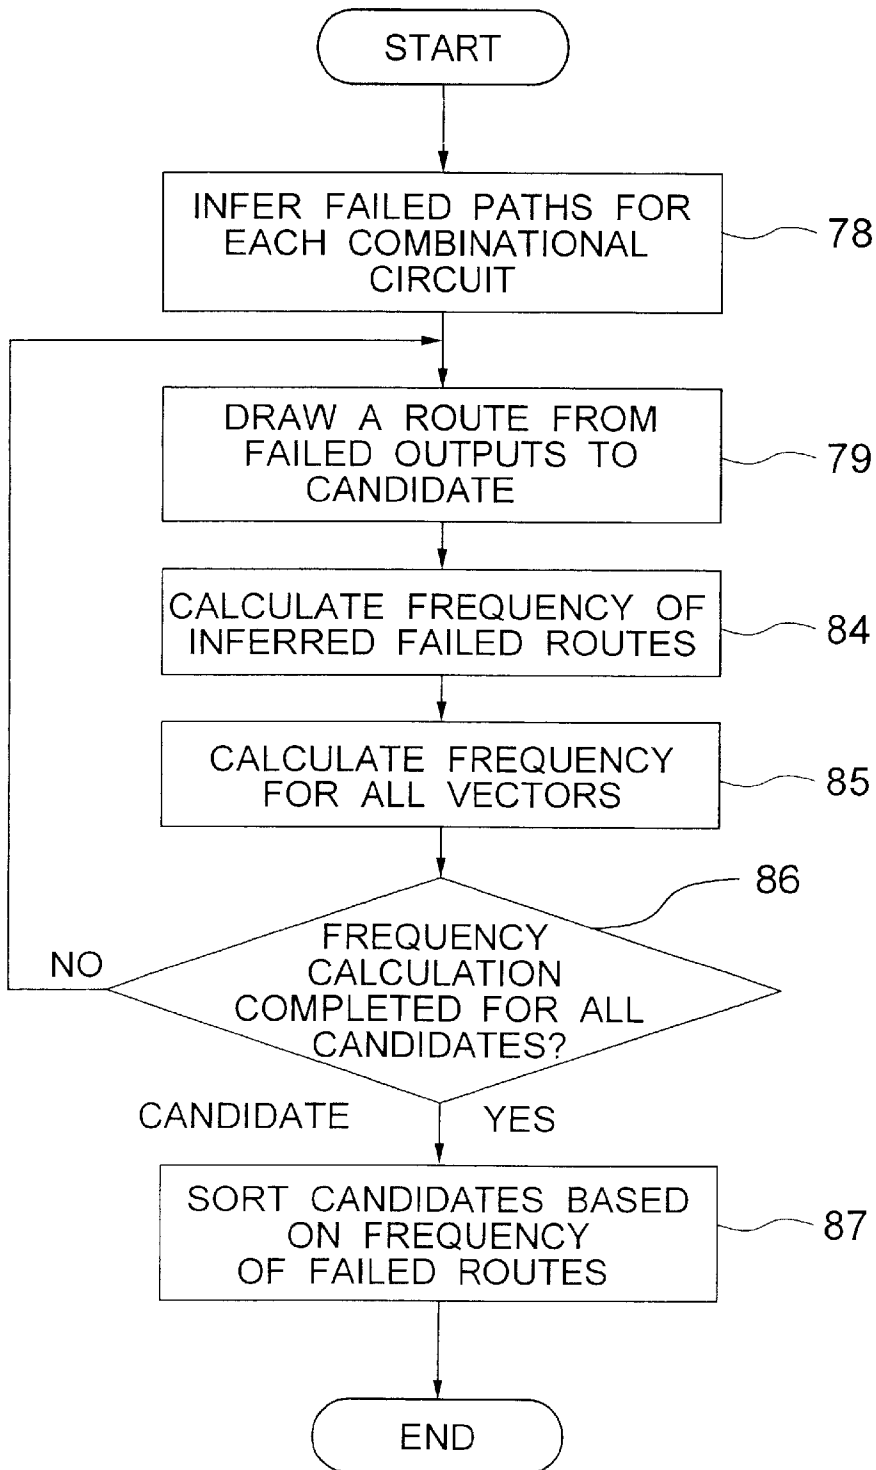 START
INFER FAILED PATHS FOR
EACH COMBINATIONAL
CIRCUIT
78
DRAW A ROUTE FROM
FAILED OUTPUTS TO
CANDIDATE
79
CALCULATE FREQUENCY OF
INFERRED FAILED ROUTES
84
CALCULATE FREQUENCY
FOR ALL VECTORS
85
86
FREQUENCY
CALCULATION
COMPLETED FOR ALL
CANDIDATES?
NO
CANDIDATE
YES
SORT CANDIDATES BASED
ON FREQUENCY
OF FAILED ROUTES
87
END